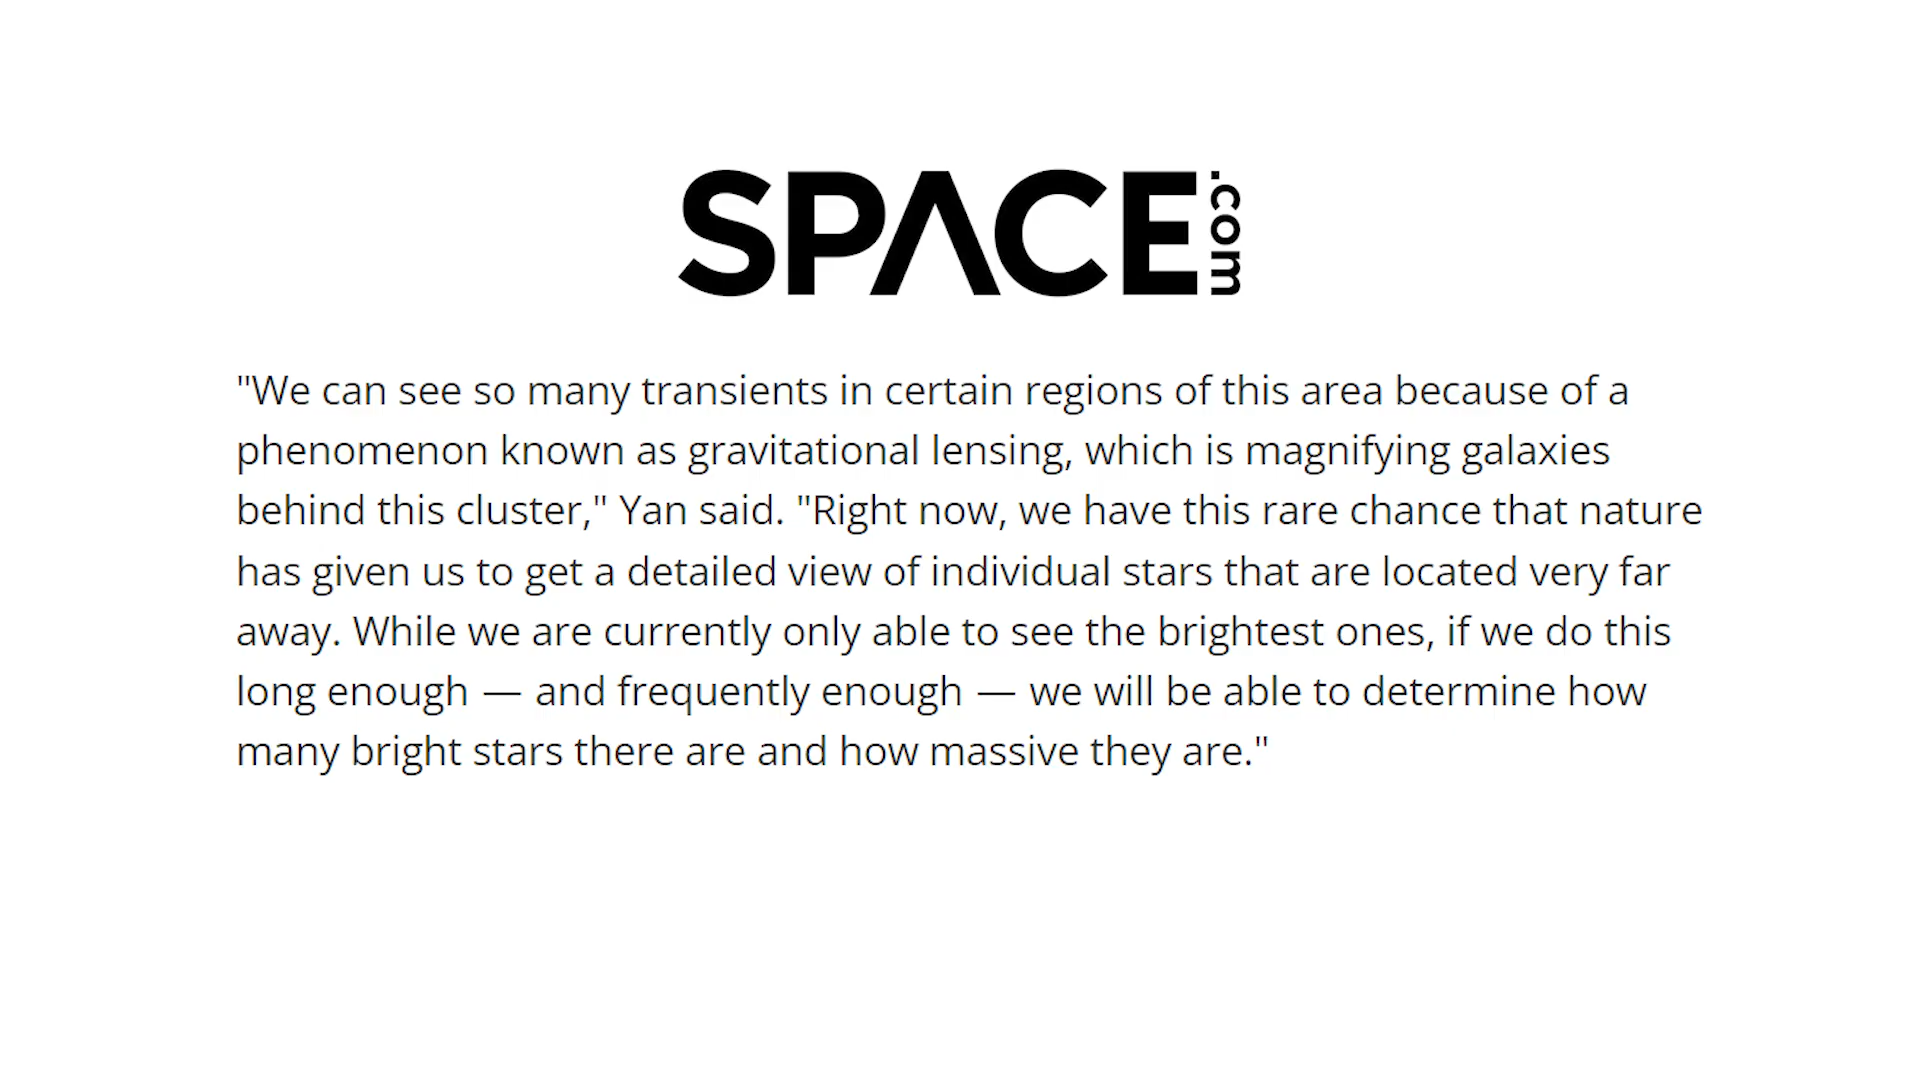 SPACE.com
"We can see so many transients in certain regions of this area because of a
phenomenon known as gravitational lensing, which is magnifying galaxies
behind this cluster," Yan said. "Right now, we have this rare chance that nature
has given us to get a detailed view of individual stars that are located very far
away. While we are currently only able to see the brightest ones, if we do this
long enough — and frequently enough — we will be able to determine how
many bright stars there are and how massive they are."